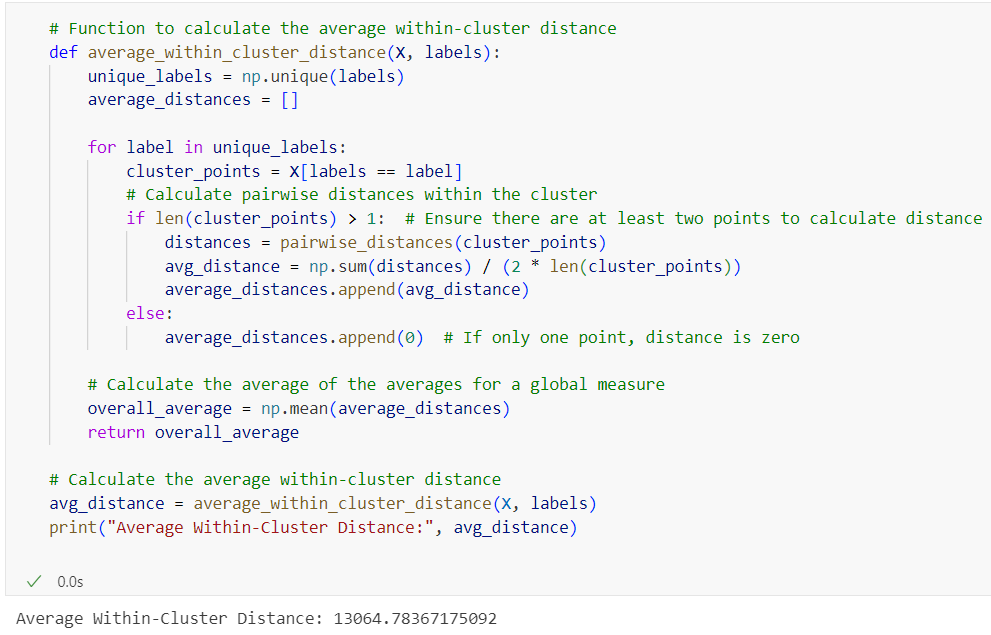 # Function to calculate the average within-cluster distance
def average_within_cluster_distance(X, labels):
    unique_labels = np.unique(labels)
    average_distances = []
    for label in unique_labels:
        cluster_points = X[labels == label]
        # Calculate pairwise distances within the cluster
        if len(cluster_points) > 1:  # Ensure there are at least two points to calculate distance
            distances = pairwise_distances(cluster_points)
            avg_distance = np.sum(distances) / (2 * len(cluster_points))
            average_distances.append(avg_distance)
        else:
            average_distances.append(0)  # If only one point, distance is zero
    # Calculate the average of the averages for a global measure
    overall_average = np.mean(average_distances)
    return overall_average
# Calculate the average within-cluster distance
avg_distance = average_within_cluster_distance(X, labels)
print("Average Within-Cluster Distance:", avg_distance)
✓ 0.0s
Average Within-Cluster Distance: 13064.78367175092